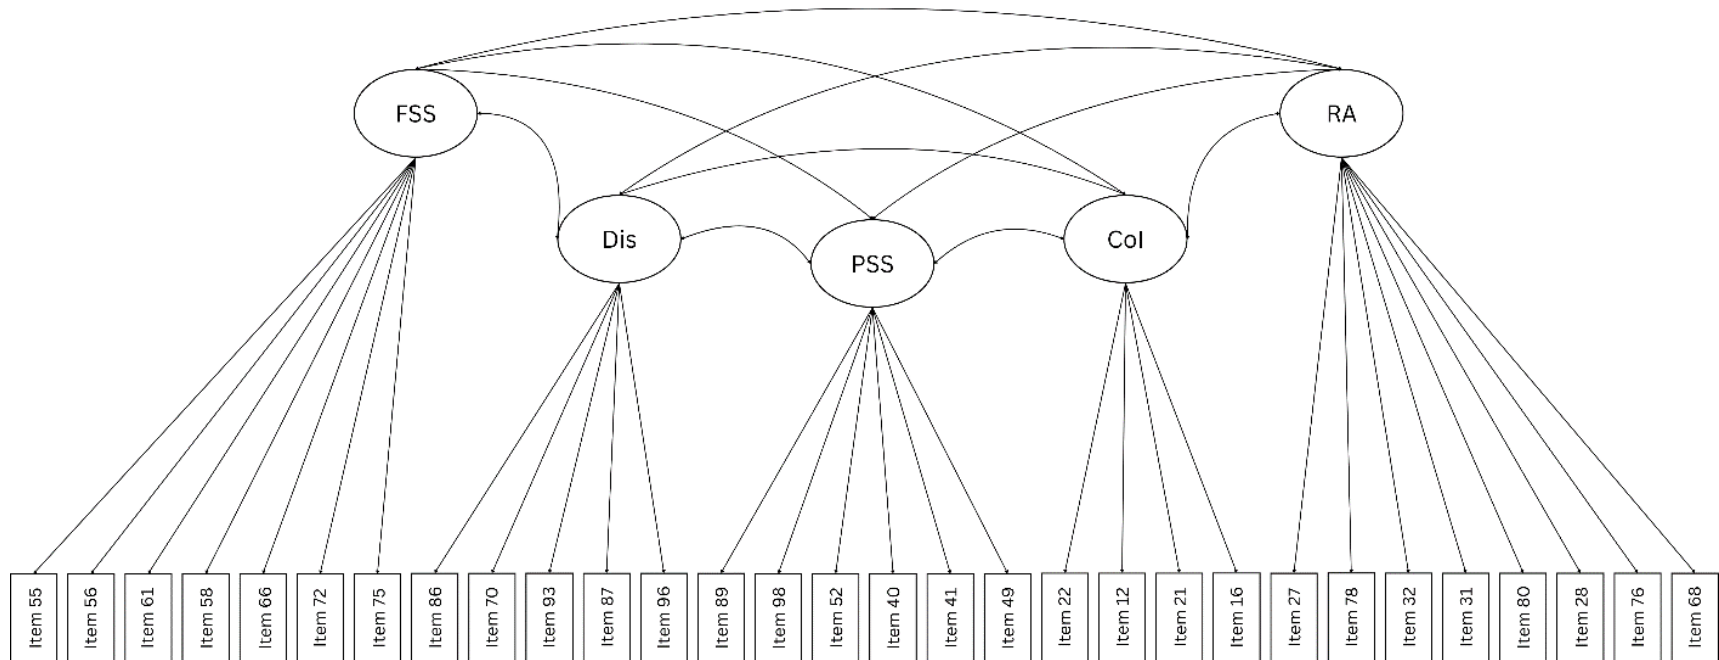 FSS
RA
Dis
PSS
Col
Item 55
Item 56
Item 61
Item 58
Item 66
Item 72
Item 75
Item 86
Item 70
Item 93
Item 87
Item 96
Item 89
Item 98
Item 52
Item 40
Item 41
Item 49
Item 22
Item 12
Item 21
Item 16
Item 27
Item 78
Item 32
Item 31
Item 80
Item 28
Item 76
Item 68